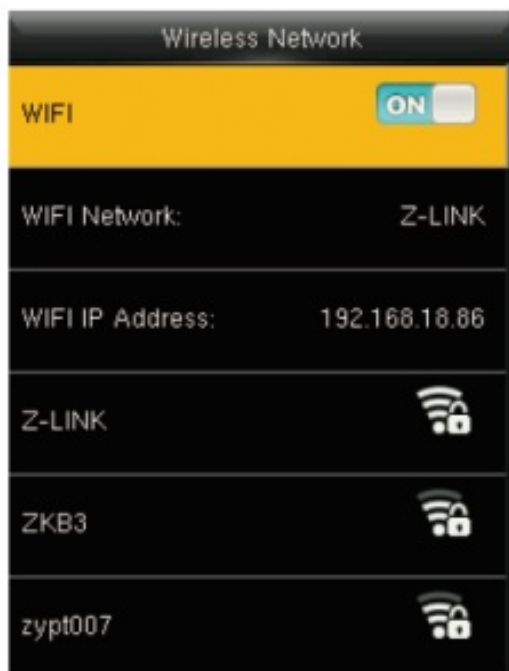 Wireless Network
WIFI
ON
WIFI Network: Z-LINK
WIFI IP Address: 192.168.18.86
Z-LINK
ZKB3
zypt007